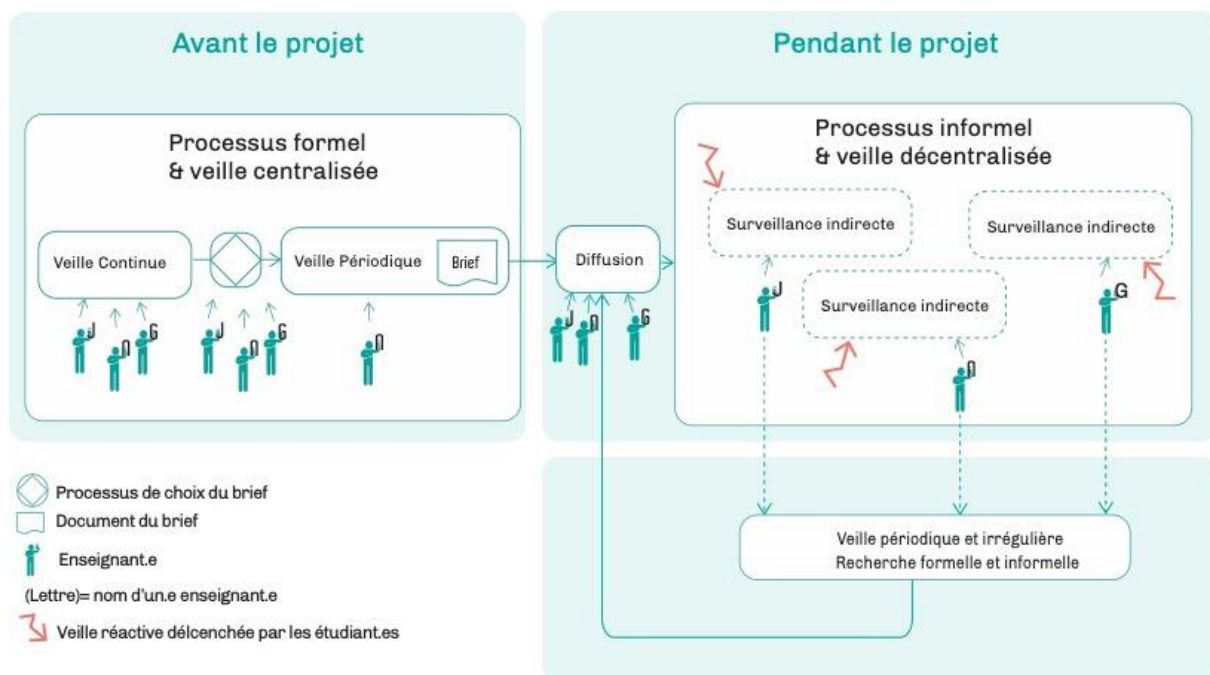 Avant le projet
Processus formel
& veille centralisée
Veille Continue
Veille Périodique
Brief
J
G
J
G
Pendant le projet
Diffusion
J
G
Processus informel
& veille décentralisée
Surveillance indirecte
Surveillance indirecte
Surveillance indirecte
J
G
Veille périodique et irrégulière
Recherche formelle et informelle
Processus de choix du brief
Document du brief
Enseignant.e
(Lettre)= nom d'un.e enseignant.e
Veille réactive délcenchée par les étudiant.es